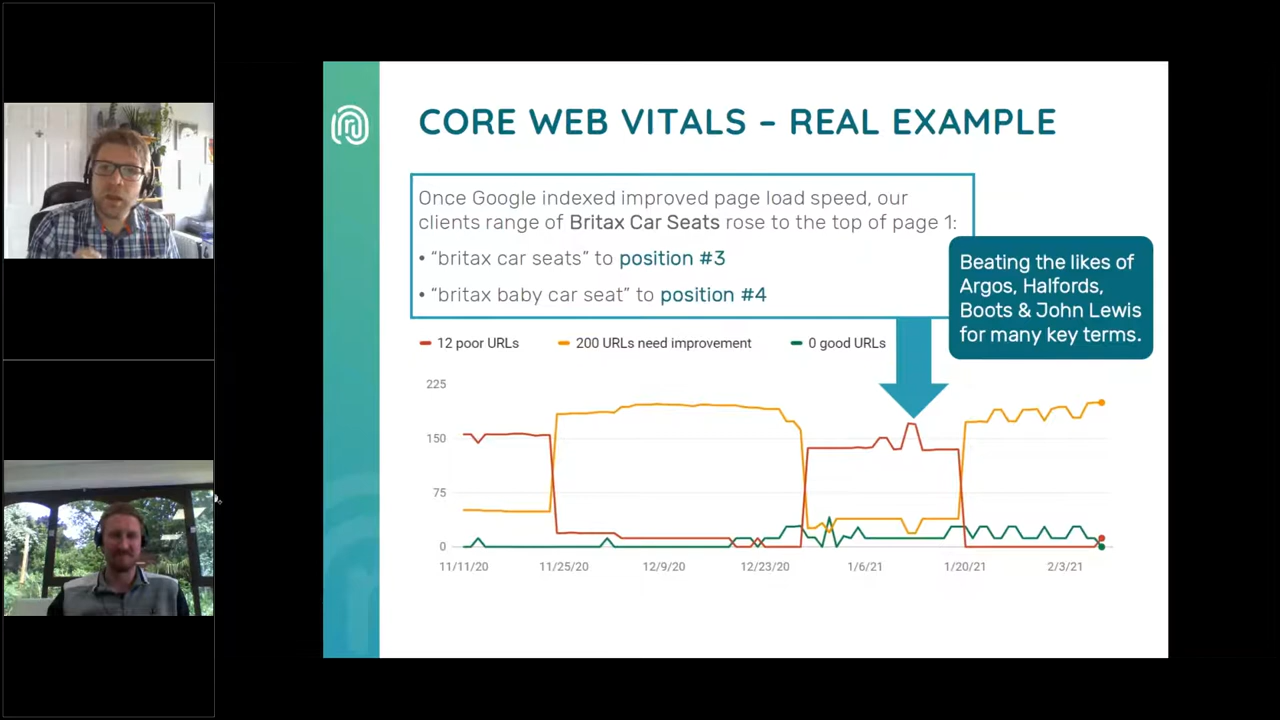 CORE WEB VITALS – REAL EXAMPLE
Once Google indexed improved page load speed, our
clients range of Britax Car Seats rose to the top of page 1:
• “britax car seats” to position #3
• “britax baby car seat” to position #4
Beating the likes of
Argos, Halfords,
Boots & John Lewis
for many key terms.
12 poor URLs
200 URLs need improvement
0 good URLs
225
150
75
0
11/11/20
11/25/20
12/9/20
12/23/20
1/6/21
1/20/21
2/3/21